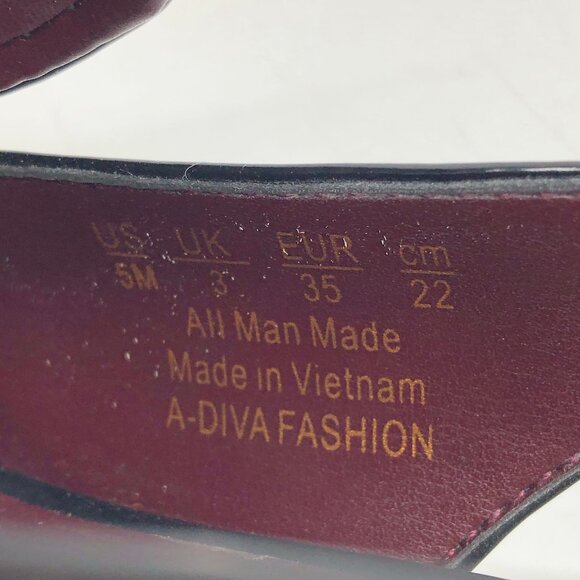 US UK EUR cm
5M 3 35 22
All Man Made
Made in Vietnam
A-DIVA FASHION